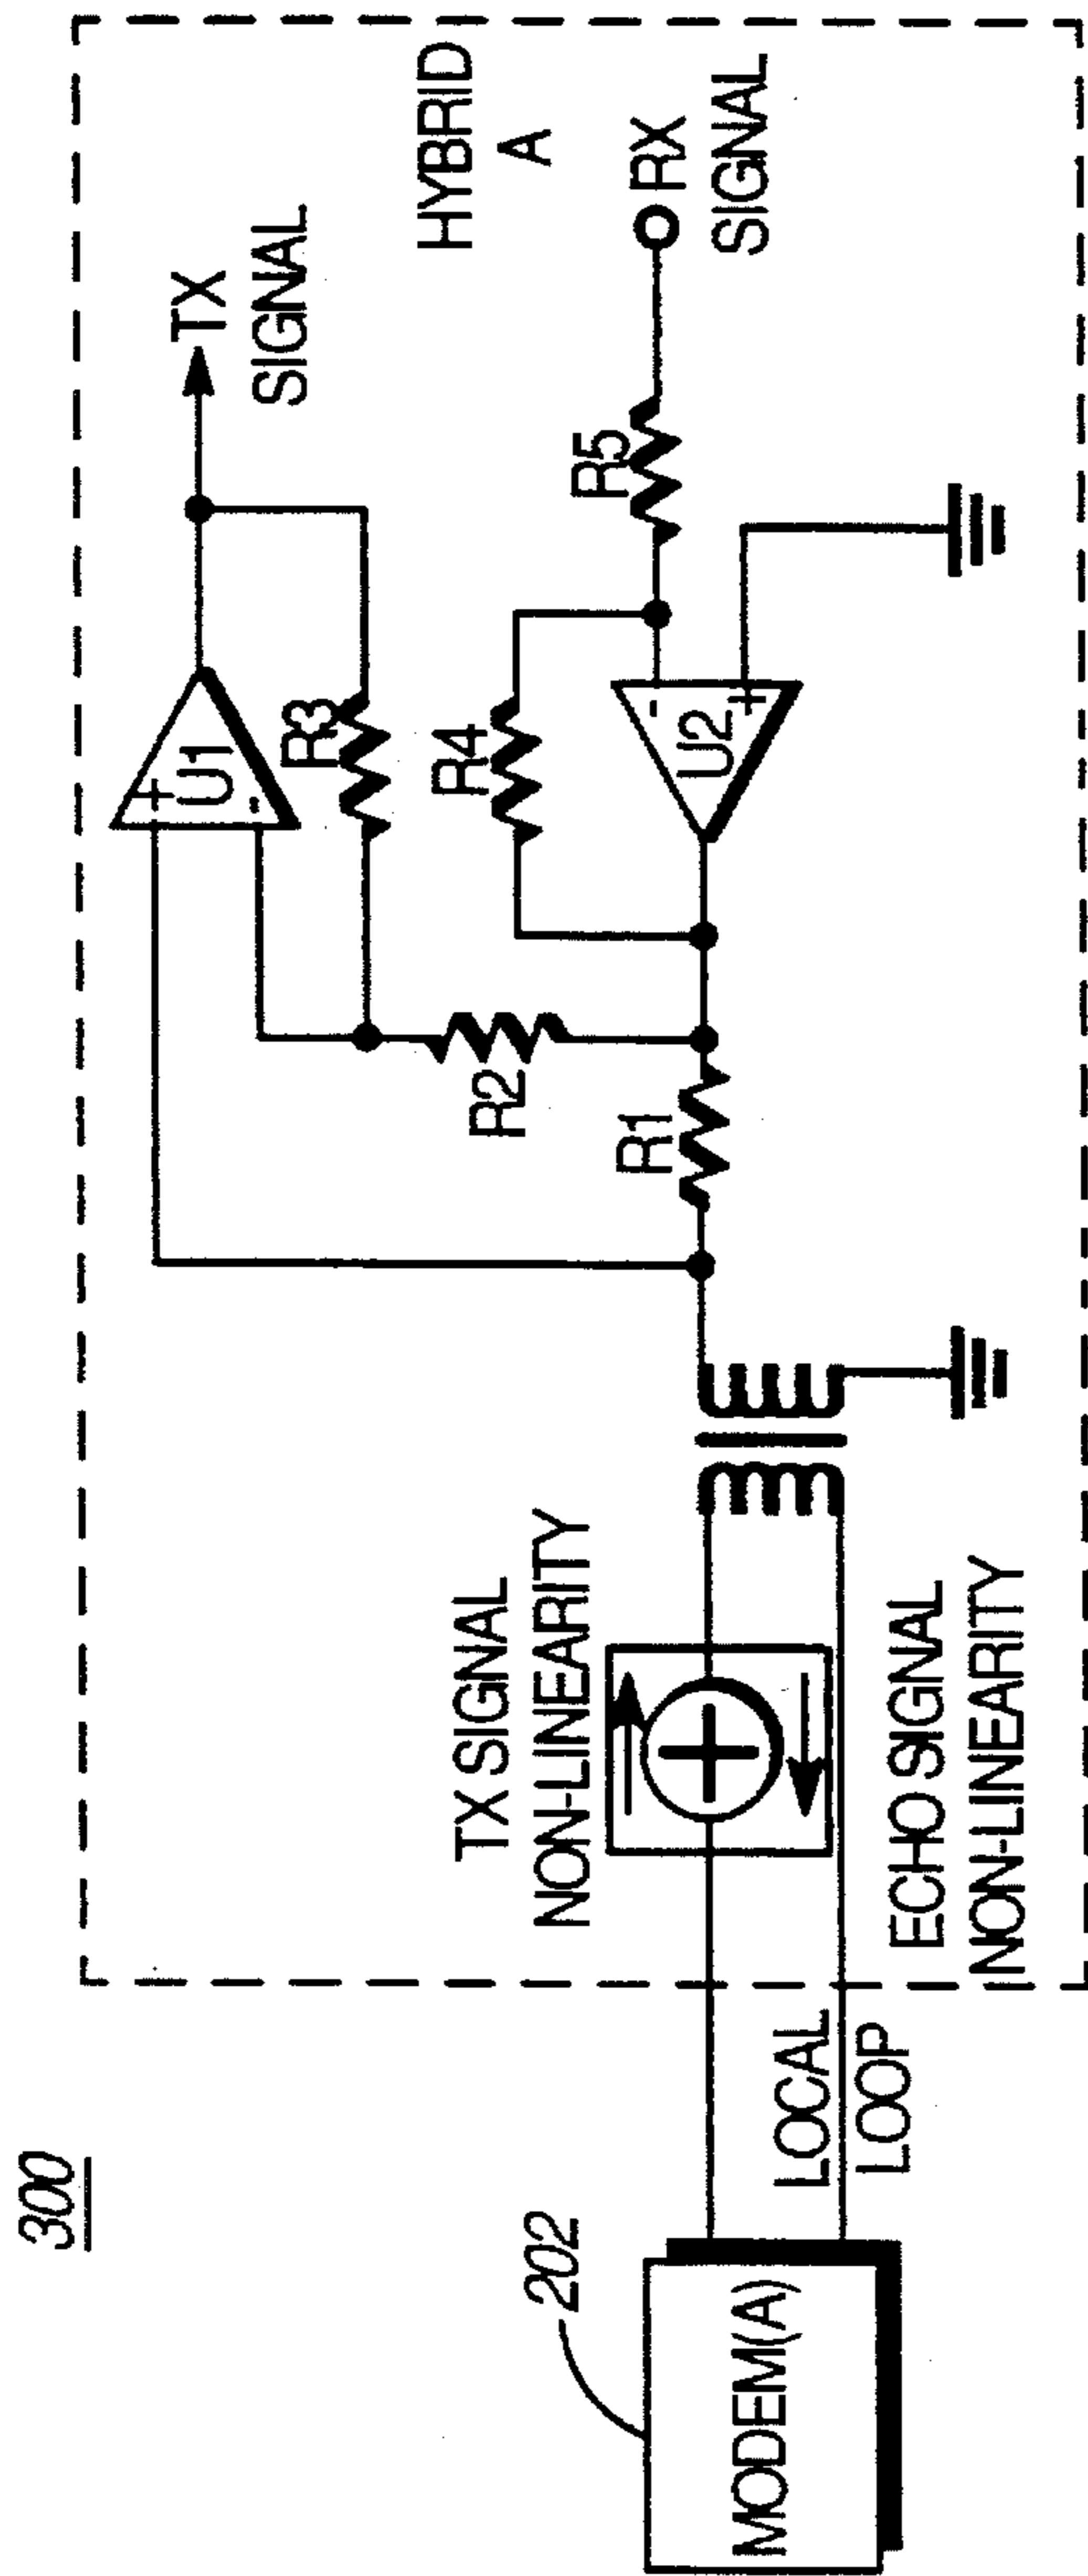 300
202
MODEM(A)
LOCAL
LOOP
TX SIGNAL
NON-LINEARITY
+
ECHO SIGNAL
NON-LINEARITY
R1
R2
+
U1
-
R3
R4
-
U2
+
R5
TX
SIGNAL
HYBRID
A
RX
SIGNAL